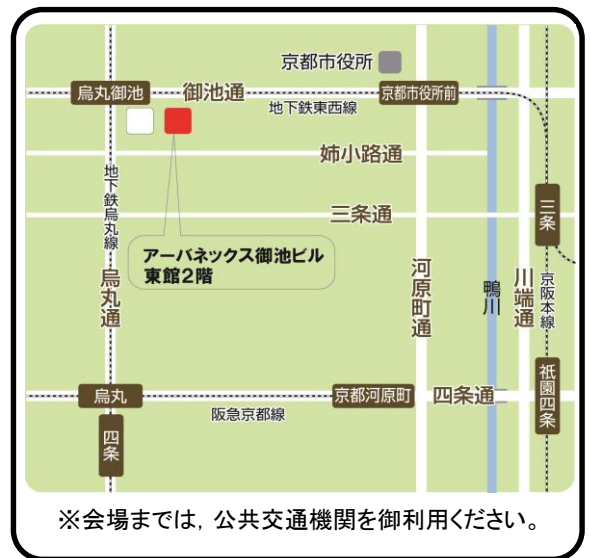 京都市役所
烏丸御池
御池通
京都市役所前
地下鉄東西線
姉小路通
地下鉄烏丸線
三条通
三条
アーバネックス御池ビル
東館2階
烏丸通
河原町通
鴨川
川端通
京阪本線
烏丸
京都河原町
四条通
祇園四条
阪急京都線
四条
※会場までは，公共交通機関を御利用ください。